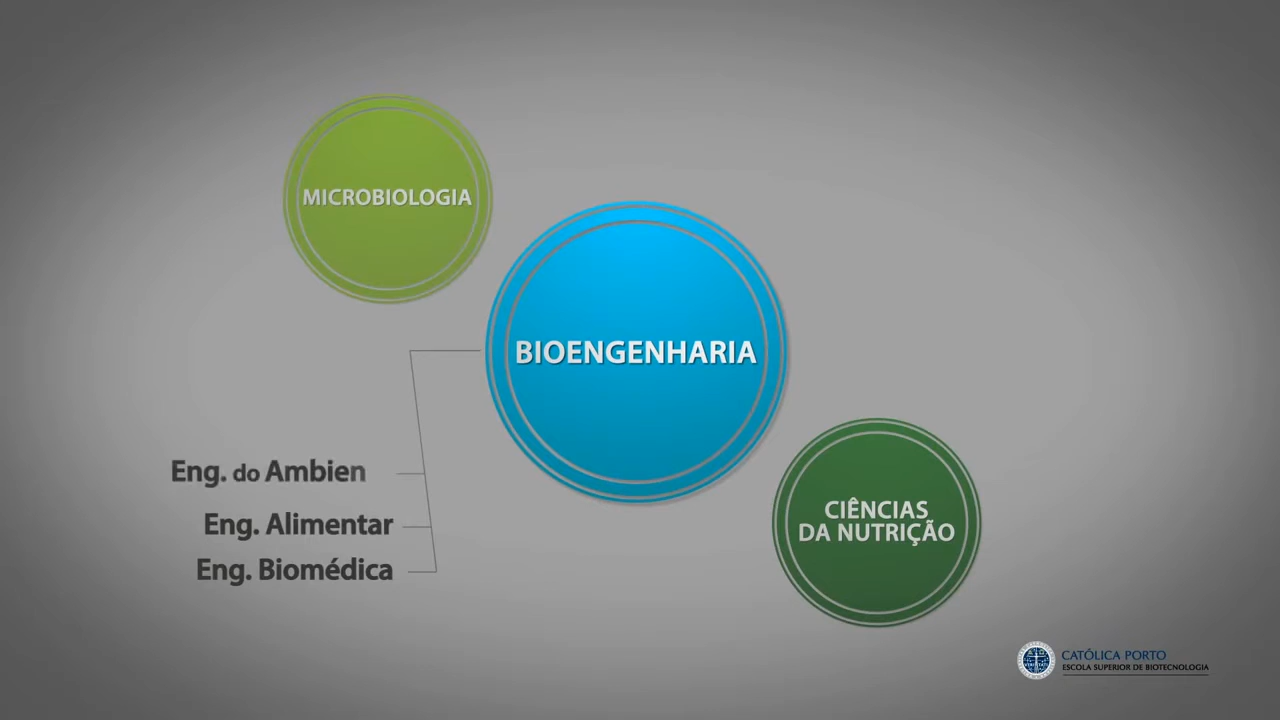 MICROBIOLOGIA
BIOENGENHARIA
Eng. do Ambien
Eng. Alimentar
Eng. Biomédica
CIÊNCIAS
DA NUTRIÇÃO
CATÓLICA PORTO
ESCOLA SUPERIOR DE BIOTECNOLOGIA